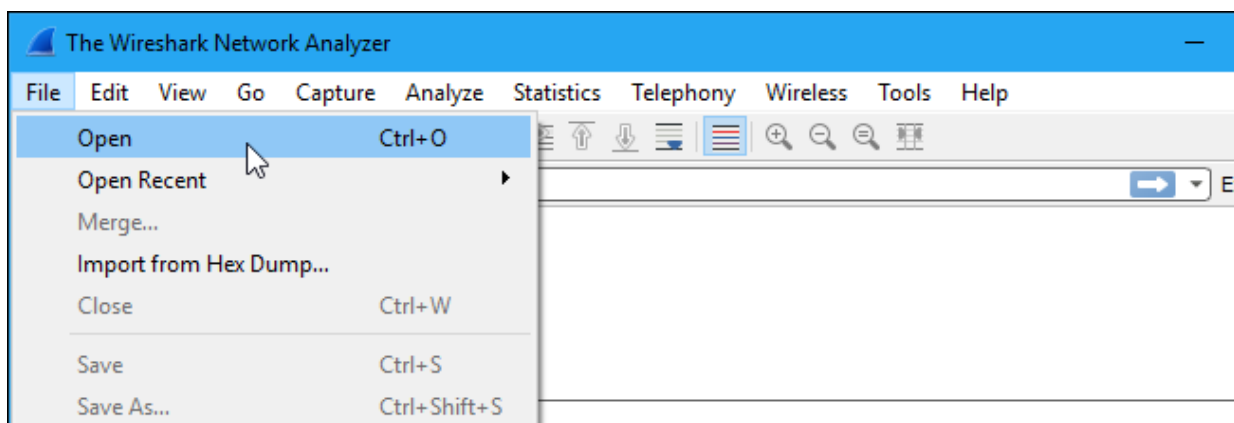 The Wireshark Network Analyzer
File Edit View Go Capture Analyze Statistics Telephony Wireless Tools Help
Open Ctrl+O
Open Recent
E
Merge...
Import from Hex Dump...
Close Ctrl+W
Save Ctrl+S
Save As... Ctrl+Shift+S